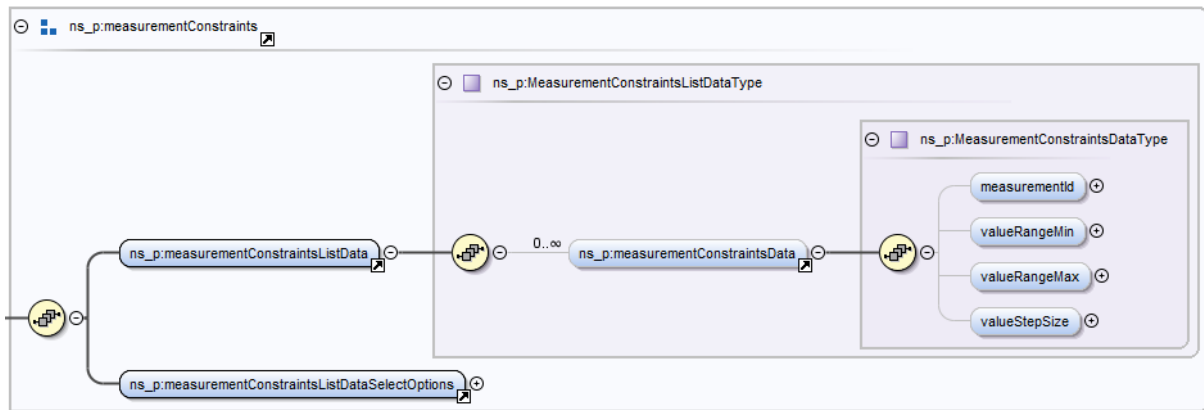 ns_p:measurementConstraints
ns_p:MeasurementConstraintsListDataType
ns_p:MeasurementConstraintsDataType
measurementId
valueRangeMin
ns_p:measurementConstraintsListData
0..∞
ns_p:measurementConstraintsData
valueRangeMax
valueStepSize
ns_p:measurementConstraintsListDataSelectOptions